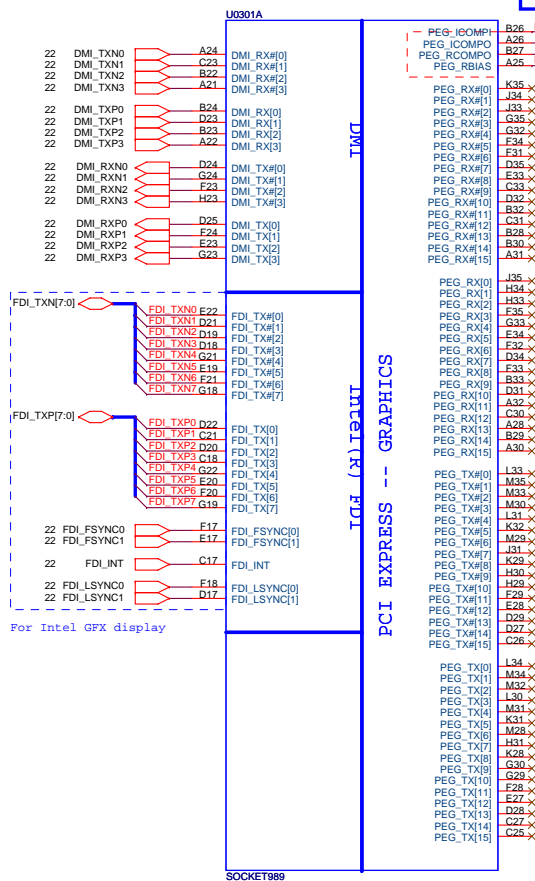 U0301A
22 DMI_TXN0 A24 DMI_RX#[0]
22 DMI_TXN1 C23 DMI_RX#[1]
22 DMI_TXN2 B22 DMI_RX#[2]
22 DMI_TXN3 A21 DMI_RX#[3]
22 DMI_TXP0 B24 DMI_RX[0]
22 DMI_TXP1 D23 DMI_RX[1]
22 DMI_TXP2 B23 DMI_RX[2]
22 DMI_TXP3 A22 DMI_RX[3]
22 DMI_RXN0 D24 DMI_TX#[0]
22 DMI_RXN1 G24 DMI_TX#[1]
22 DMI_RXN2 F23 DMI_TX#[2]
22 DMI_RXN3 H23 DMI_TX#[3]
22 DMI_RXP0 D25 DMI_TX[0]
22 DMI_RXP1 F24 DMI_TX[1]
22 DMI_RXP2 E23 DMI_TX[2]
22 DMI_RXP3 G23 DMI_TX[3]
FDI_TXN[7:0]
FDI_TXN0 E22 FDI_TX#[0]
FDI_TXN1 D21 FDI_TX#[1]
FDI_TXN2 D19 FDI_TX#[2]
FDI_TXN3 D18 FDI_TX#[3]
FDI_TXN4 G21 FDI_TX#[4]
FDI_TXN5 E19 FDI_TX#[5]
FDI_TXN6 F21 FDI_TX#[6]
FDI_TXN7 G18 FDI_TX#[7]
FDI_TXP[7:0]
FDI_TXP0 D22 FDI_TX[0]
FDI_TXP1 C21 FDI_TX[1]
FDI_TXP2 D20 FDI_TX[2]
FDI_TXP3 C18 FDI_TX[3]
FDI_TXP4 G22 FDI_TX[4]
FDI_TXP5 E20 FDI_TX[5]
FDI_TXP6 F20 FDI_TX[6]
FDI_TXP7 G19 FDI_TX[7]
22 FDI_FSYNC0 F17 FDI_FSYNC[0]
22 FDI_FSYNC1 E17 FDI_FSYNC[1]
22 FDI_INT C17 FDI_INT
22 FDI_LSYNC0 F18 FDI_LSYNC[0]
22 FDI_LSYNC1 D17 FDI_LSYNC[1]
For Intel GFX display
DMI
Intel(R) FDI
PCI EXPRESS -- GRAPHICS
PEG_ICOMPI B26
PEG_ICOMPO A26
PEG_RCOMPO B27
PEG_RBIAS A25
PEG_RX#[0] K35
PEG_RX#[1] J34
PEG_RX#[2] J33
PEG_RX#[3] G35
PEG_RX#[4] G32
PEG_RX#[5] F34
PEG_RX#[6] F31
PEG_RX#[7] D35
PEG_RX#[8] E33
PEG_RX#[9] C33
PEG_RX#[10] D32
PEG_RX#[11] B32
PEG_RX#[12] C31
PEG_RX#[13] B28
PEG_RX#[14] B30
PEG_RX#[15] A31
PEG_RX[0] J35
PEG_RX[1] H34
PEG_RX[2] H33
PEG_RX[3] F35
PEG_RX[4] G33
PEG_RX[5] E34
PEG_RX[6] F32
PEG_RX[7] D34
PEG_RX[8] F33
PEG_RX[9] B33
PEG_RX[10] D31
PEG_RX[11] A32
PEG_RX[12] C30
PEG_RX[13] A28
PEG_RX[14] B29
PEG_RX[15] A30
PEG_TX#[0] L33
PEG_TX#[1] M35
PEG_TX#[2] M33
PEG_TX#[3] M30
PEG_TX#[4] L31
PEG_TX#[5] K32
PEG_TX#[6] M29
PEG_TX#[7] J31
PEG_TX#[8] K29
PEG_TX#[9] H30
PEG_TX#[10] H29
PEG_TX#[11] F29
PEG_TX#[12] E28
PEG_TX#[13] D29
PEG_TX#[14] D27
PEG_TX#[15] C26
PEG_TX[0] L34
PEG_TX[1] M34
PEG_TX[2] M32
PEG_TX[3] L30
PEG_TX[4] M31
PEG_TX[5] K31
PEG_TX[6] M28
PEG_TX[7] H31
PEG_TX[8] K28
PEG_TX[9] G30
PEG_TX[10] G29
PEG_TX[11] F28
PEG_TX[12] E27
PEG_TX[13] D28
PEG_TX[14] C27
PEG_TX[15] C25
SOCKET989